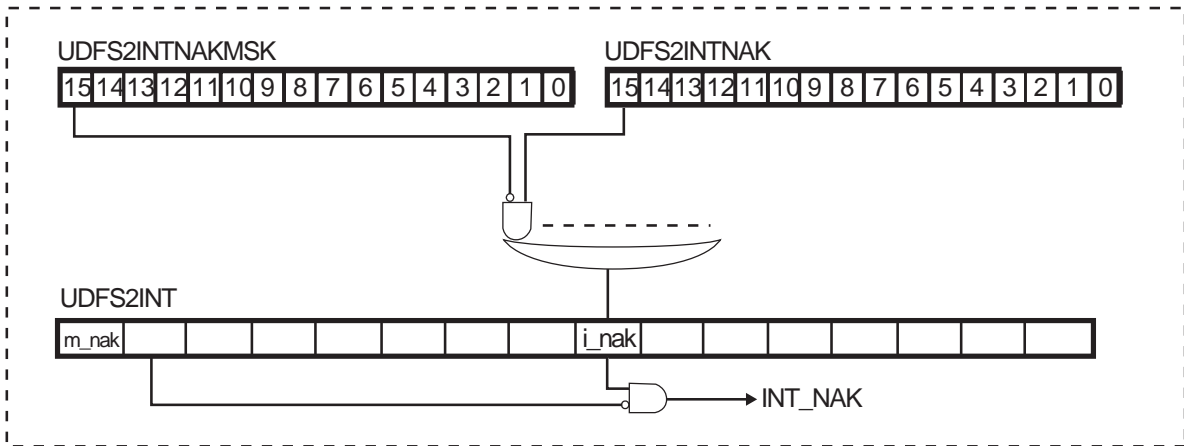 UDFS2INTNAKMSK
UDFS2INTNAK
15 14 13 12 11 10 9 8 7 6 5 4 3 2 1 0
15 14 13 12 11 10 9 8 7 6 5 4 3 2 1 0
UDFS2INT
m_nak
i_nak
INT_NAK